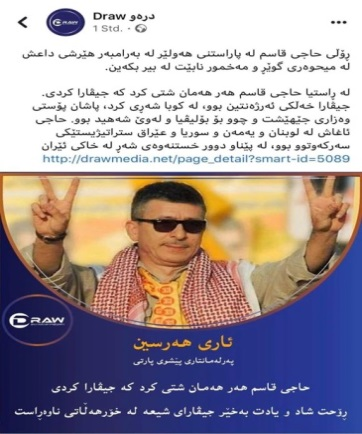 Draw درەو
1 Std. ·
ڕۆڵی حاجی قاسم لە پاراستنی هەولێر لە بەرامبەر هێرشی داعش
لە میحوەری گوێر و مەخمور نابێت لە بیر بکەین.
لە ڕاستیا حاجی قاسم هەر هەمان شتی کرد کە جیڤارا کردی.
جیڤارا خەلکی ئەرژەنتین بوو، لە کوبا شەڕی کرد، پاشان پۆستی
وەزاری جێهێشت و چوو بۆ بۆلیڤیا و لەوێ شەهید بوو. حاجی
ئاغاش لە لوبنان و یەمەن و سوریا و عێراق ستراتیژیستێکی
سەرکەوتوو بوو، لە پێناو دوور خستنەوەی شەڕ لە خاکی ئێران
http://drawmedia.net/page_detail?smart-id=5089
DRAW
ئاری هەرسین
پەرلەمانتاری پێشوی پارتی
حاجی قاسم هەر هەمان شتی کرد کە جیڤارا کردی
ڕۆحت شاد و یادت بەخێر جیڤارای شیعە لە خۆرهەڵاتی ناوەڕاست